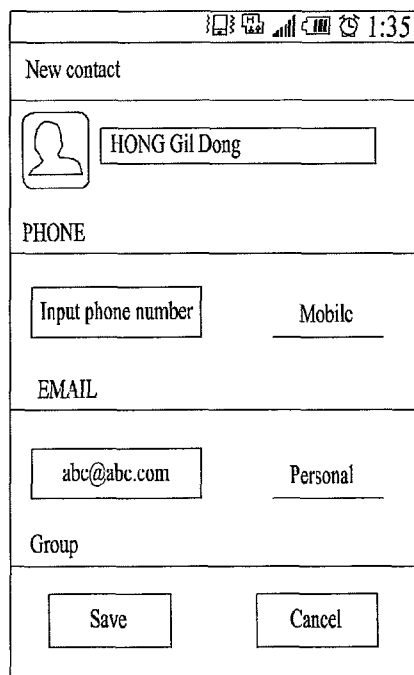 1:35
New contact
HONG Gil Dong
PHONE
Input phone number Mobile
EMAIL
abc@abc.com Personal
Group
Save Cancel